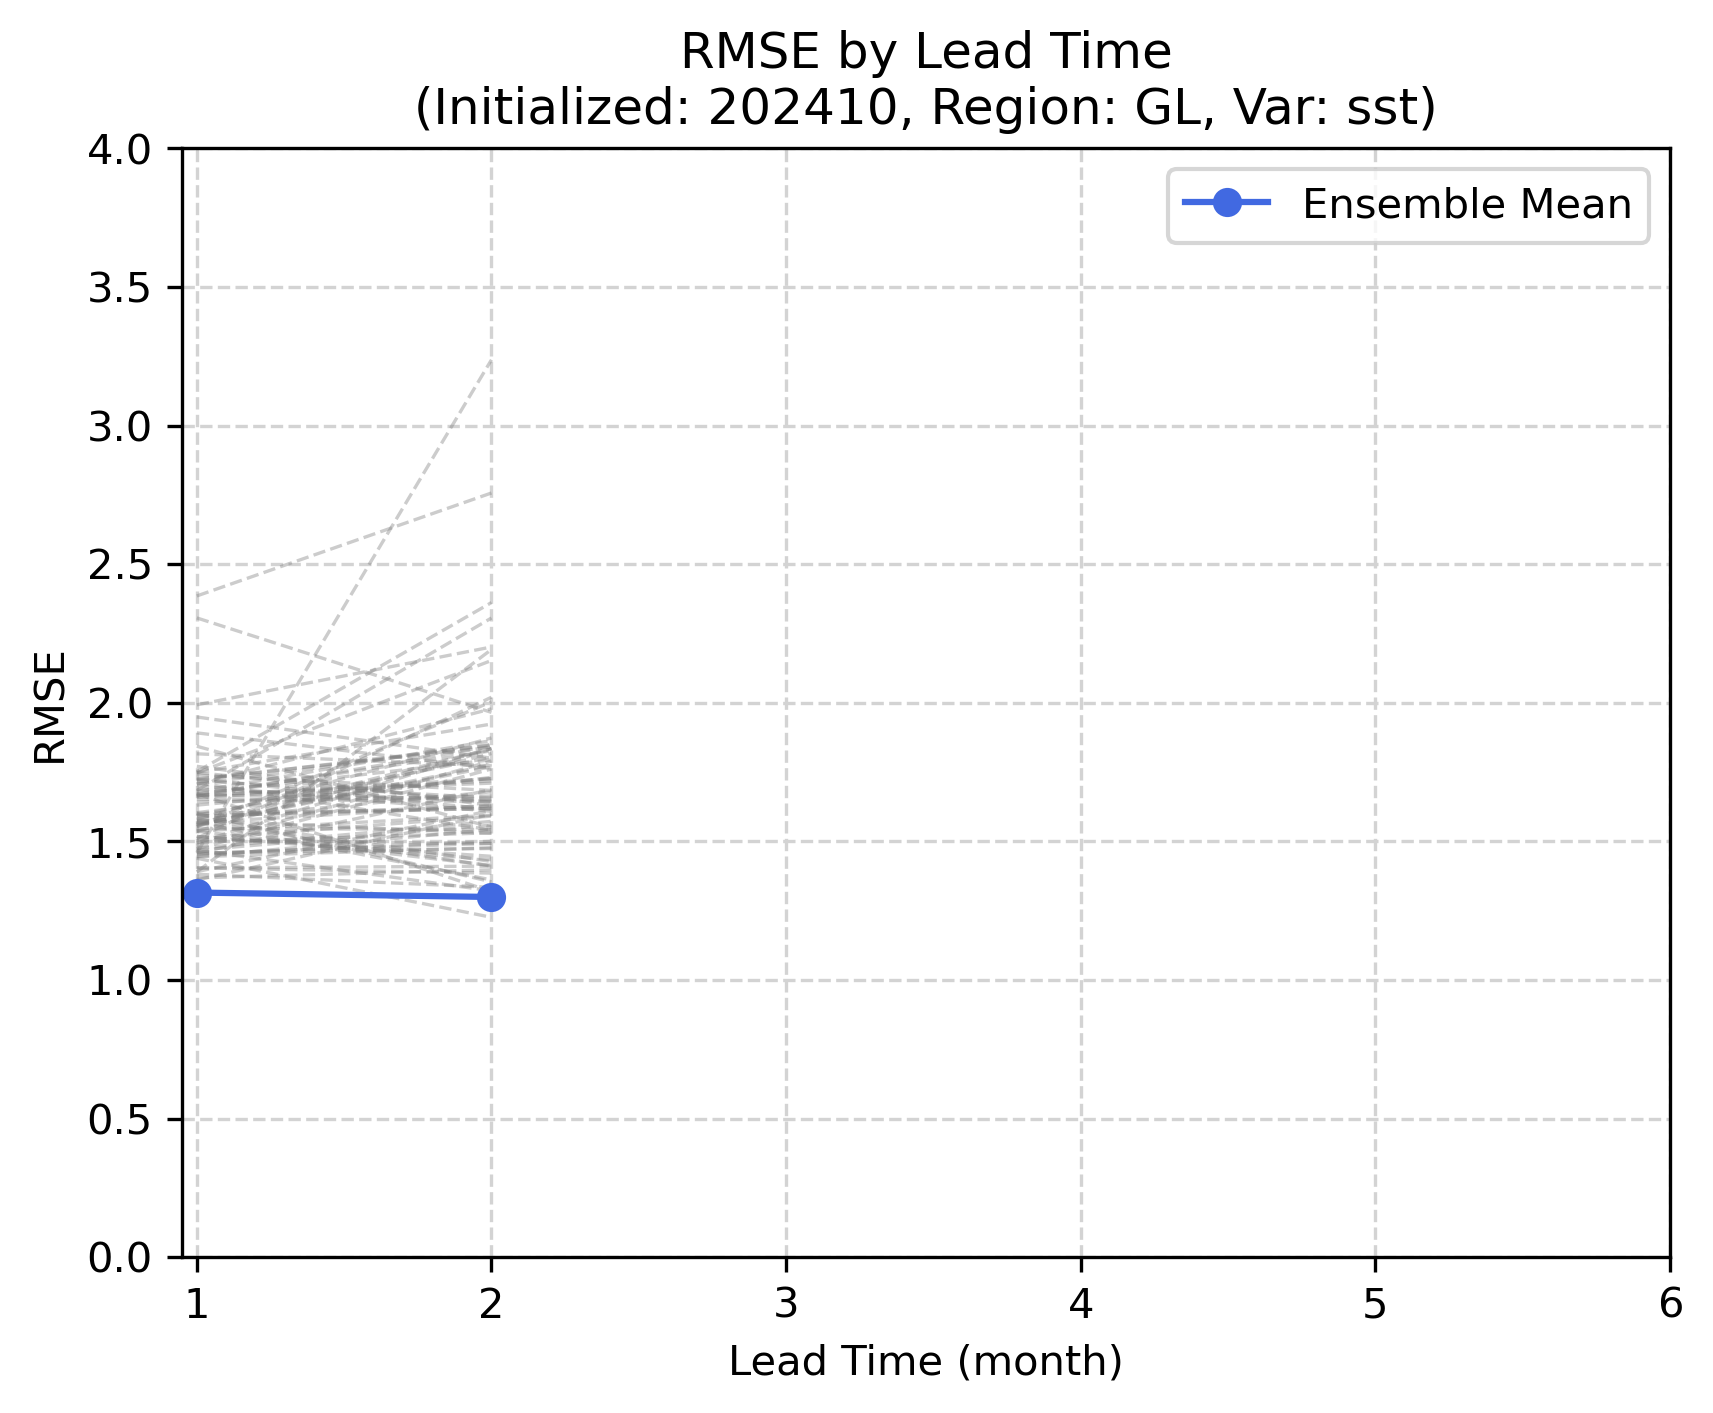 RMSE by Lead Time
(Initialized: 202410, Region: GL, Var: sst)
Ensemble Mean
4.0
3.5
3.0
2.5
2.0
1.5
1.0
0.5
0.0
RMSE
1 2 3 4 5 6
Lead Time (month)